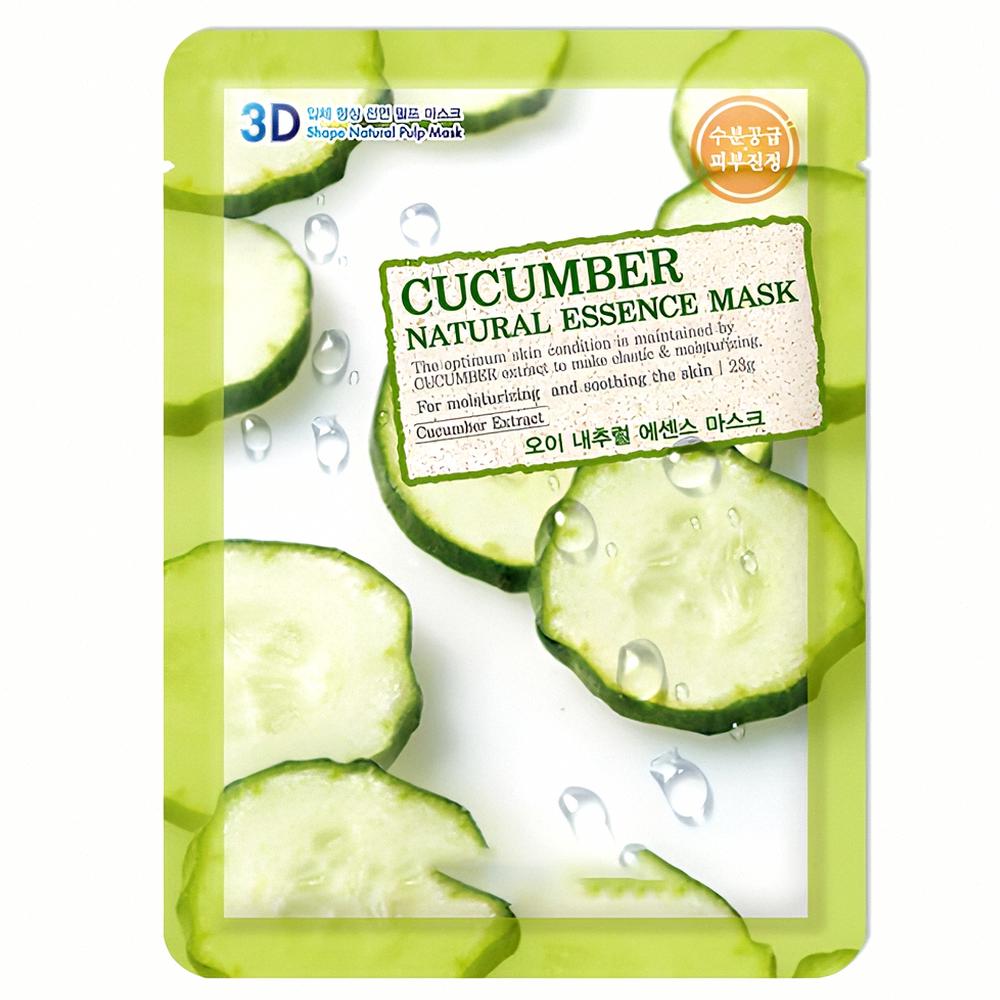 3D
입체 형상 천연 펄프 마스크
Shape Natural Pulp Mask
수분공급
피부진정
CUCUMBER
NATURAL ESSENCE MASK
The optimum skin condition is maintained by
CUCUMBER extract to make elastic & moisturizing.
For moisturizing and soothing the skin | 23g
Cucumber Extract
오이 내추럴 에센스 마스크